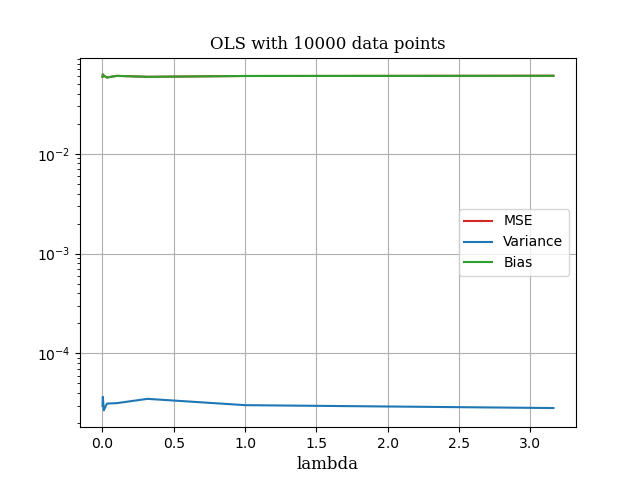 OLS with 10000 data points
10⁻²
10⁻³
10⁻⁴
MSE
Variance
Bias
0.0 0.5 1.0 1.5 2.0 2.5 3.0
lambda